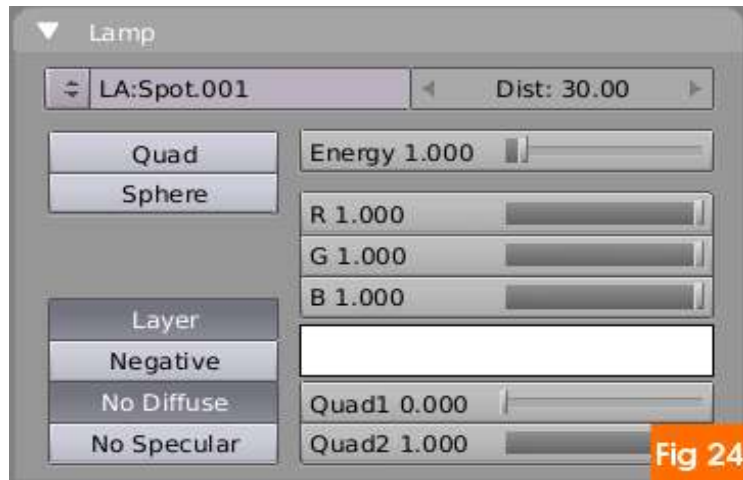 Lamp
LA:Spot.001
Dist: 30.00
Quad
Sphere
Energy 1.000
R 1.000
G 1.000
B 1.000
Layer
Negative
No Diffuse
No Specular
Quad1 0.000
Quad2 1.000
Fig 24